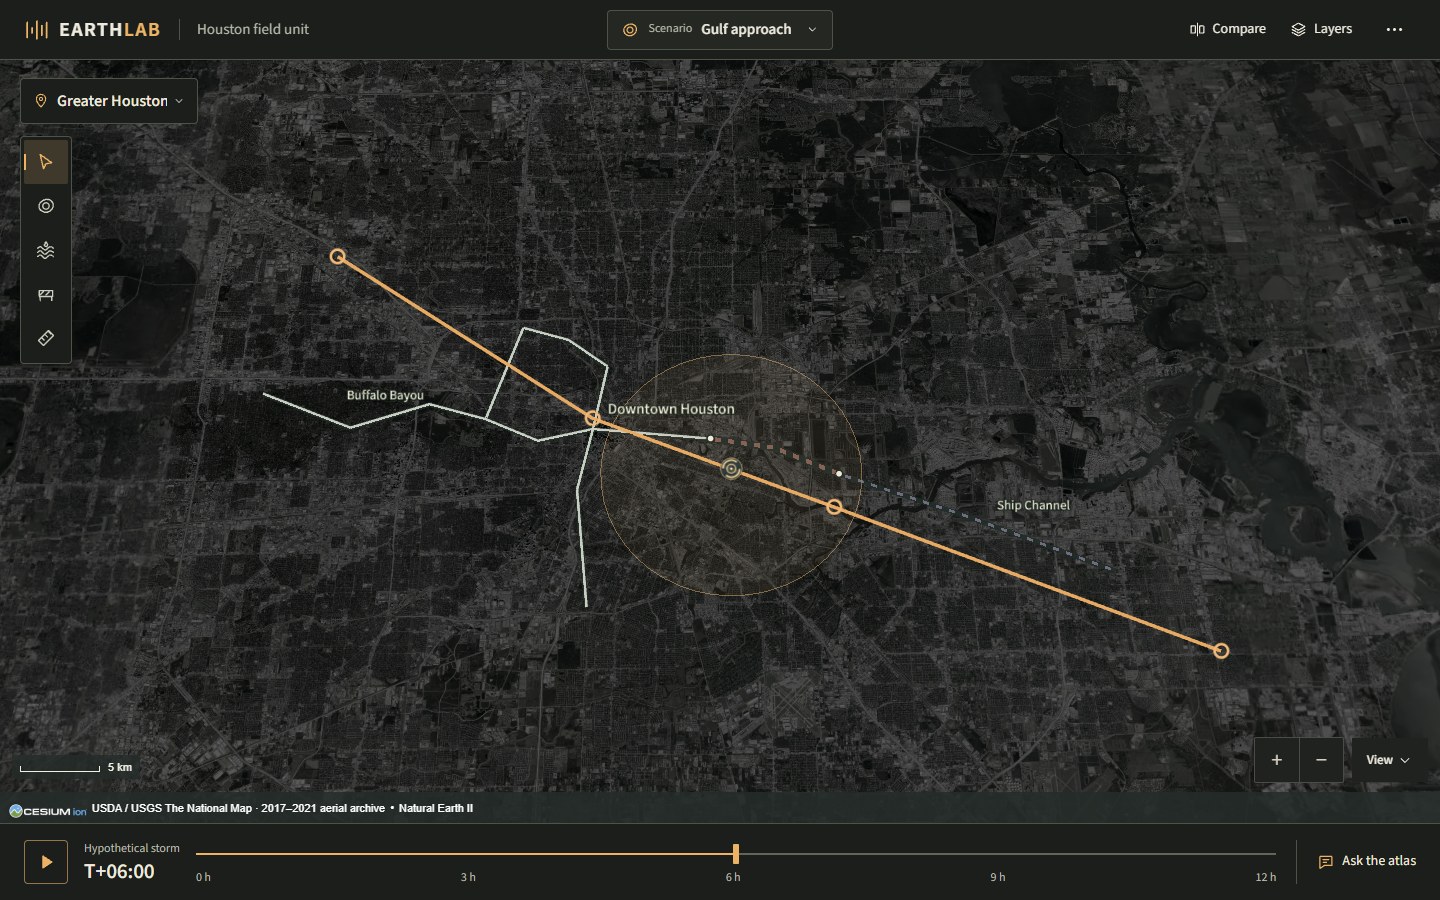 EARTHLAB
Houston field unit
Scenario Gulf approach
Compare
Layers
Greater Houston
Buffalo Bayou
Downtown Houston
Ship Channel
5 km
+
−
View
CESIUM ion USDA / USGS The National Map · 2017–2021 aerial archive • Natural Earth II
Hypothetical storm
T+06:00
0 h
3 h
6 h
9 h
12 h
Ask the atlas